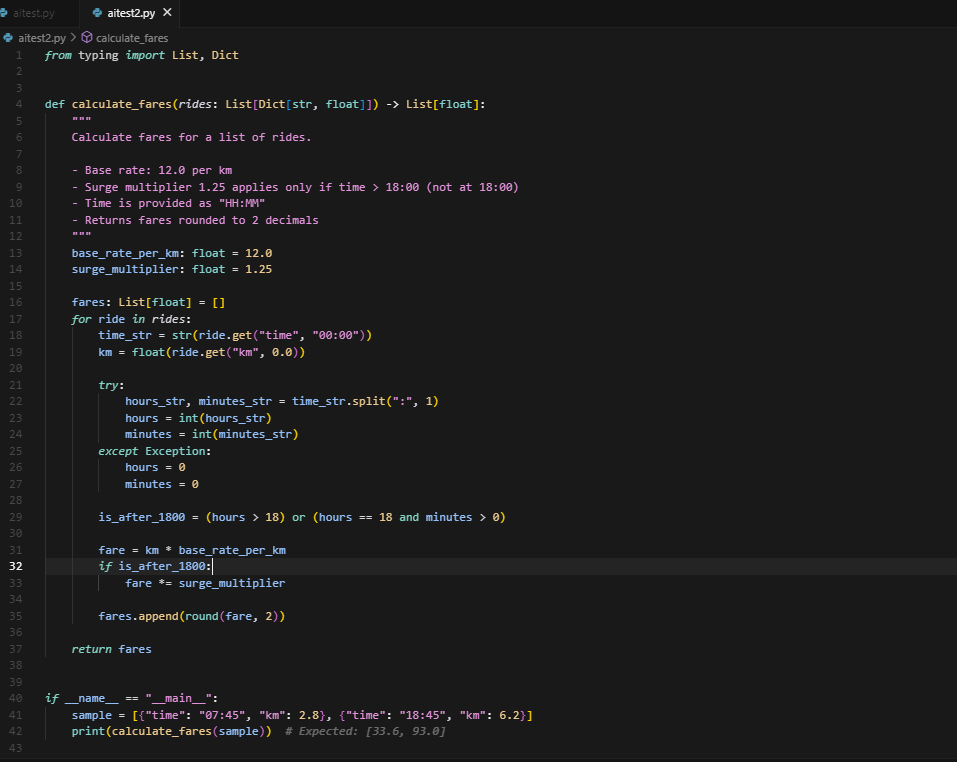 aitest.py
aitest2.py ×
aitest2.py > calculate_fares
1 from typing import List, Dict
2
3
4 def calculate_fares(rides: List[Dict[str, float]]) -> List[float]:
5     """
6     Calculate fares for a list of rides.
7
8     - Base rate: 12.0 per km
9     - Surge multiplier 1.25 applies only if time > 18:00 (not at 18:00)
10     - Time is provided as "HH:MM"
11     - Returns fares rounded to 2 decimals
12     """
13     base_rate_per_km: float = 12.0
14     surge_multiplier: float = 1.25
15
16     fares: List[float] = []
17     for ride in rides:
18         time_str = str(ride.get("time", "00:00"))
19         km = float(ride.get("km", 0.0))
20
21         try:
22             hours_str, minutes_str = time_str.split(":", 1)
23             hours = int(hours_str)
24             minutes = int(minutes_str)
25         except Exception:
26             hours = 0
27             minutes = 0
28
29         is_after_1800 = (hours > 18) or (hours == 18 and minutes > 0)
30
31         fare = km * base_rate_per_km
32         if is_after_1800:
33             fare *= surge_multiplier
34
35         fares.append(round(fare, 2))
36
37     return fares
38
39
40 if __name__ == "__main__":
41     sample = [{"time": "07:45", "km": 2.8}, {"time": "18:45", "km": 6.2}]
42     print(calculate_fares(sample))  # Expected: [33.6, 93.0]
43